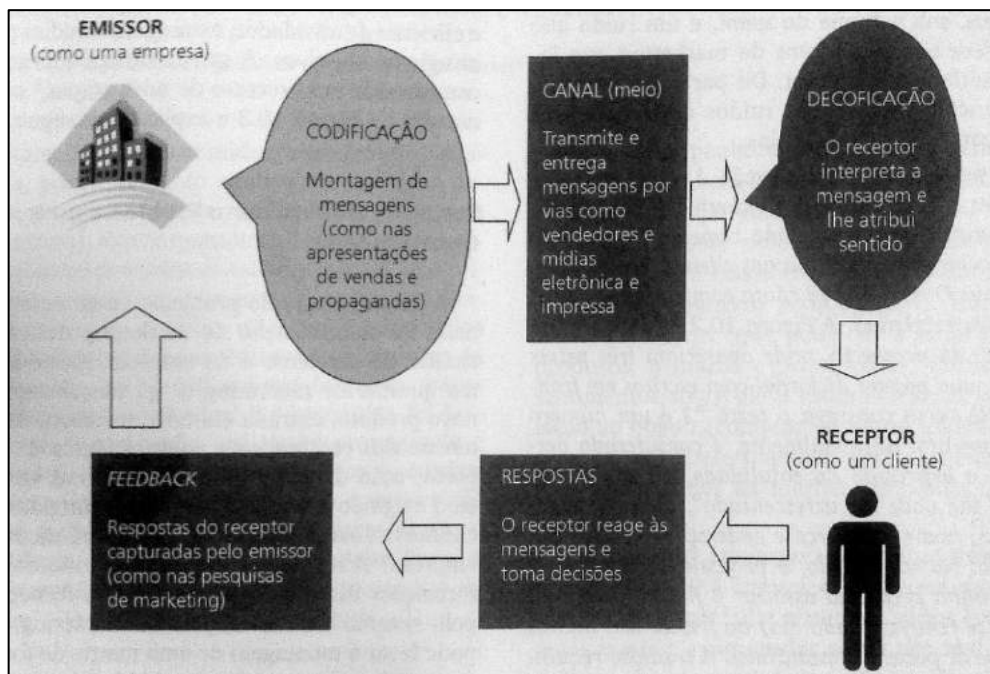 EMISSOR
(como uma empresa)
CODIFICAÇÃO
Montagem de
mensagens
(como nas
apresentações
de vendas e
propagandas)
CANAL (meio)
Transmite e
entrega
mensagens por
vias como
vendedores e
mídias
eletrônica e
impressa
DECOFICAÇÃO
O receptor
interpreta a
mensagem e
lhe atribui
sentido
RECEPTOR
(como um cliente)
RESPOSTAS
O receptor reage às
mensagens e
toma decisões
FEEDBACK
Respostas do receptor
capturadas pelo emissor
(como nas pesquisas
de marketing)